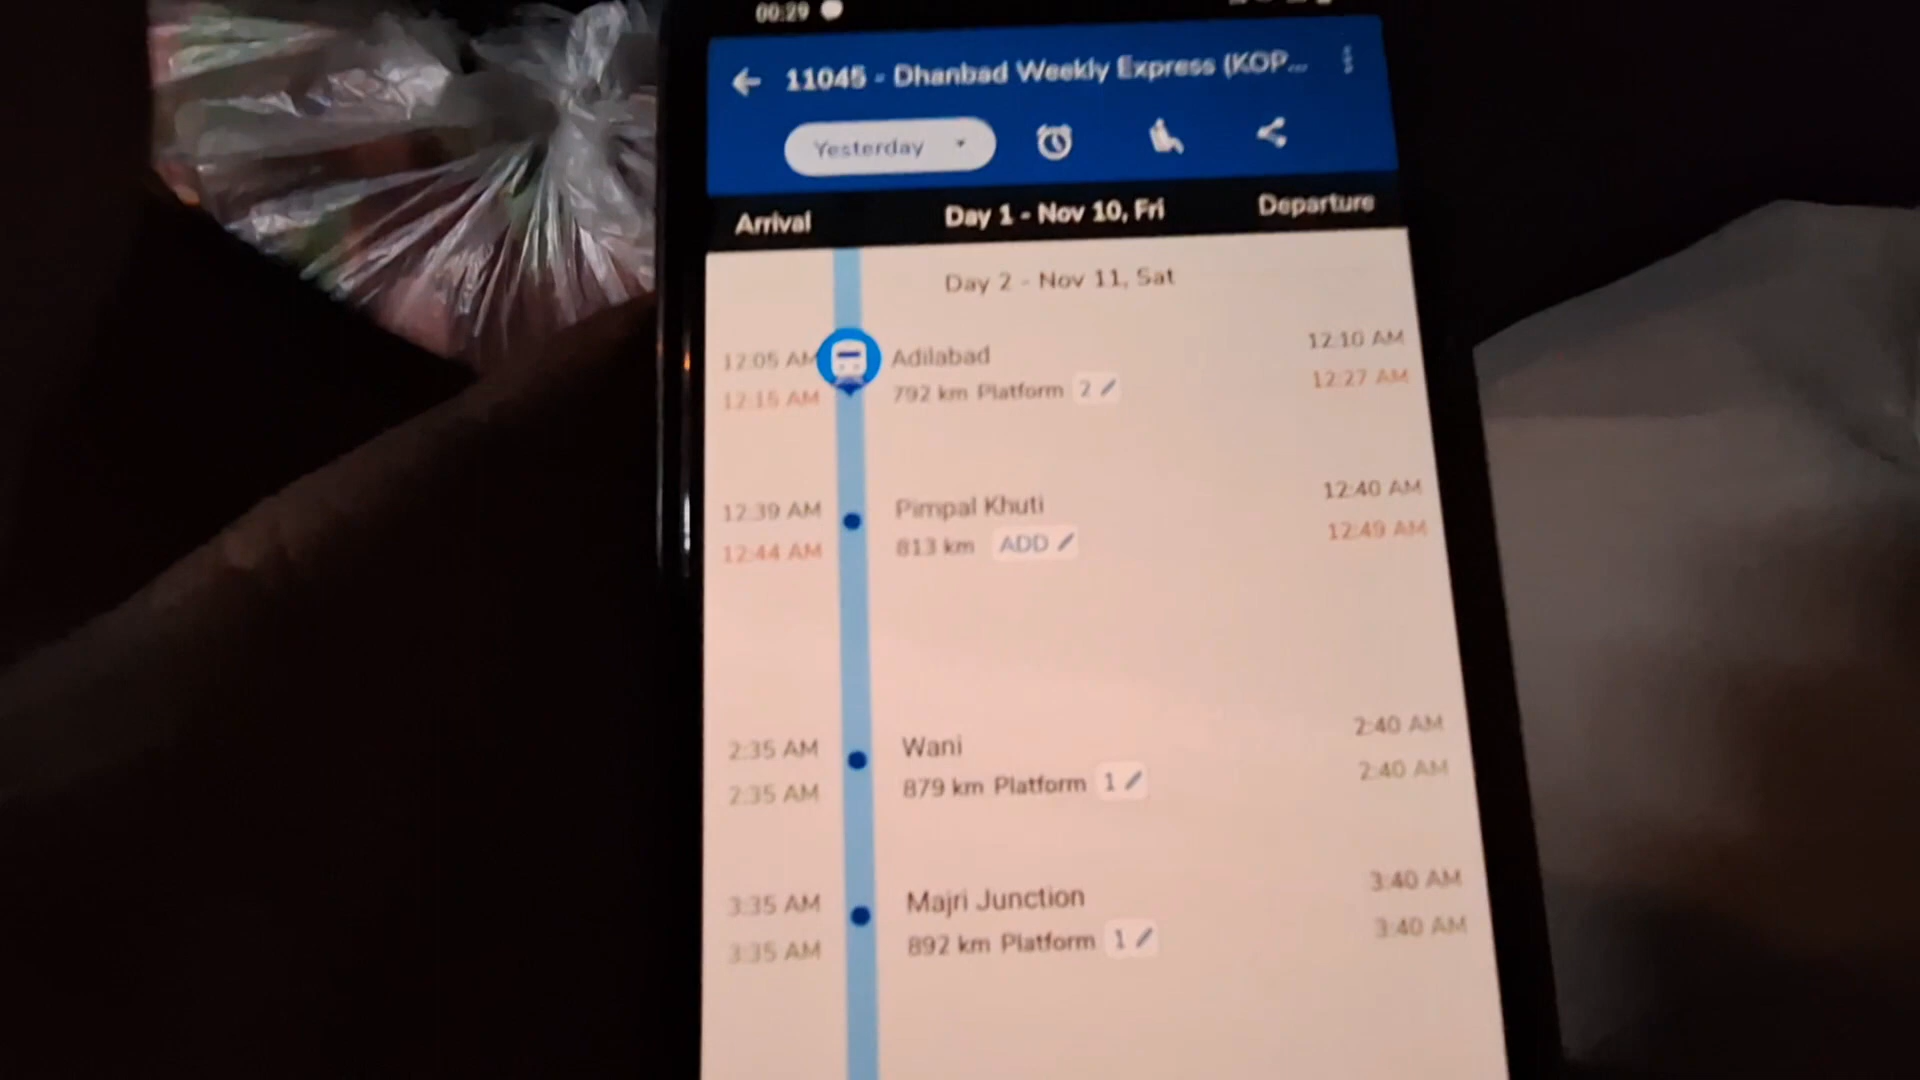 00:29
11045 - Dhanbad Weekly Express (KOP...
Yesterday
Arrival Day 1 - Nov 10, Fri Departure
Day 2 - Nov 11, Sat
12:05 AM Adilabad 12:10 AM
12:15 AM 792 km Platform 2 12:27 AM
12:39 AM Pimpal Khuti 12:40 AM
12:44 AM 813 km ADD 12:49 AM
2:35 AM Wani 2:40 AM
2:35 AM 879 km Platform 1 2:40 AM
3:35 AM Majri Junction 3:40 AM
3:35 AM 892 km Platform 1 3:40 AM